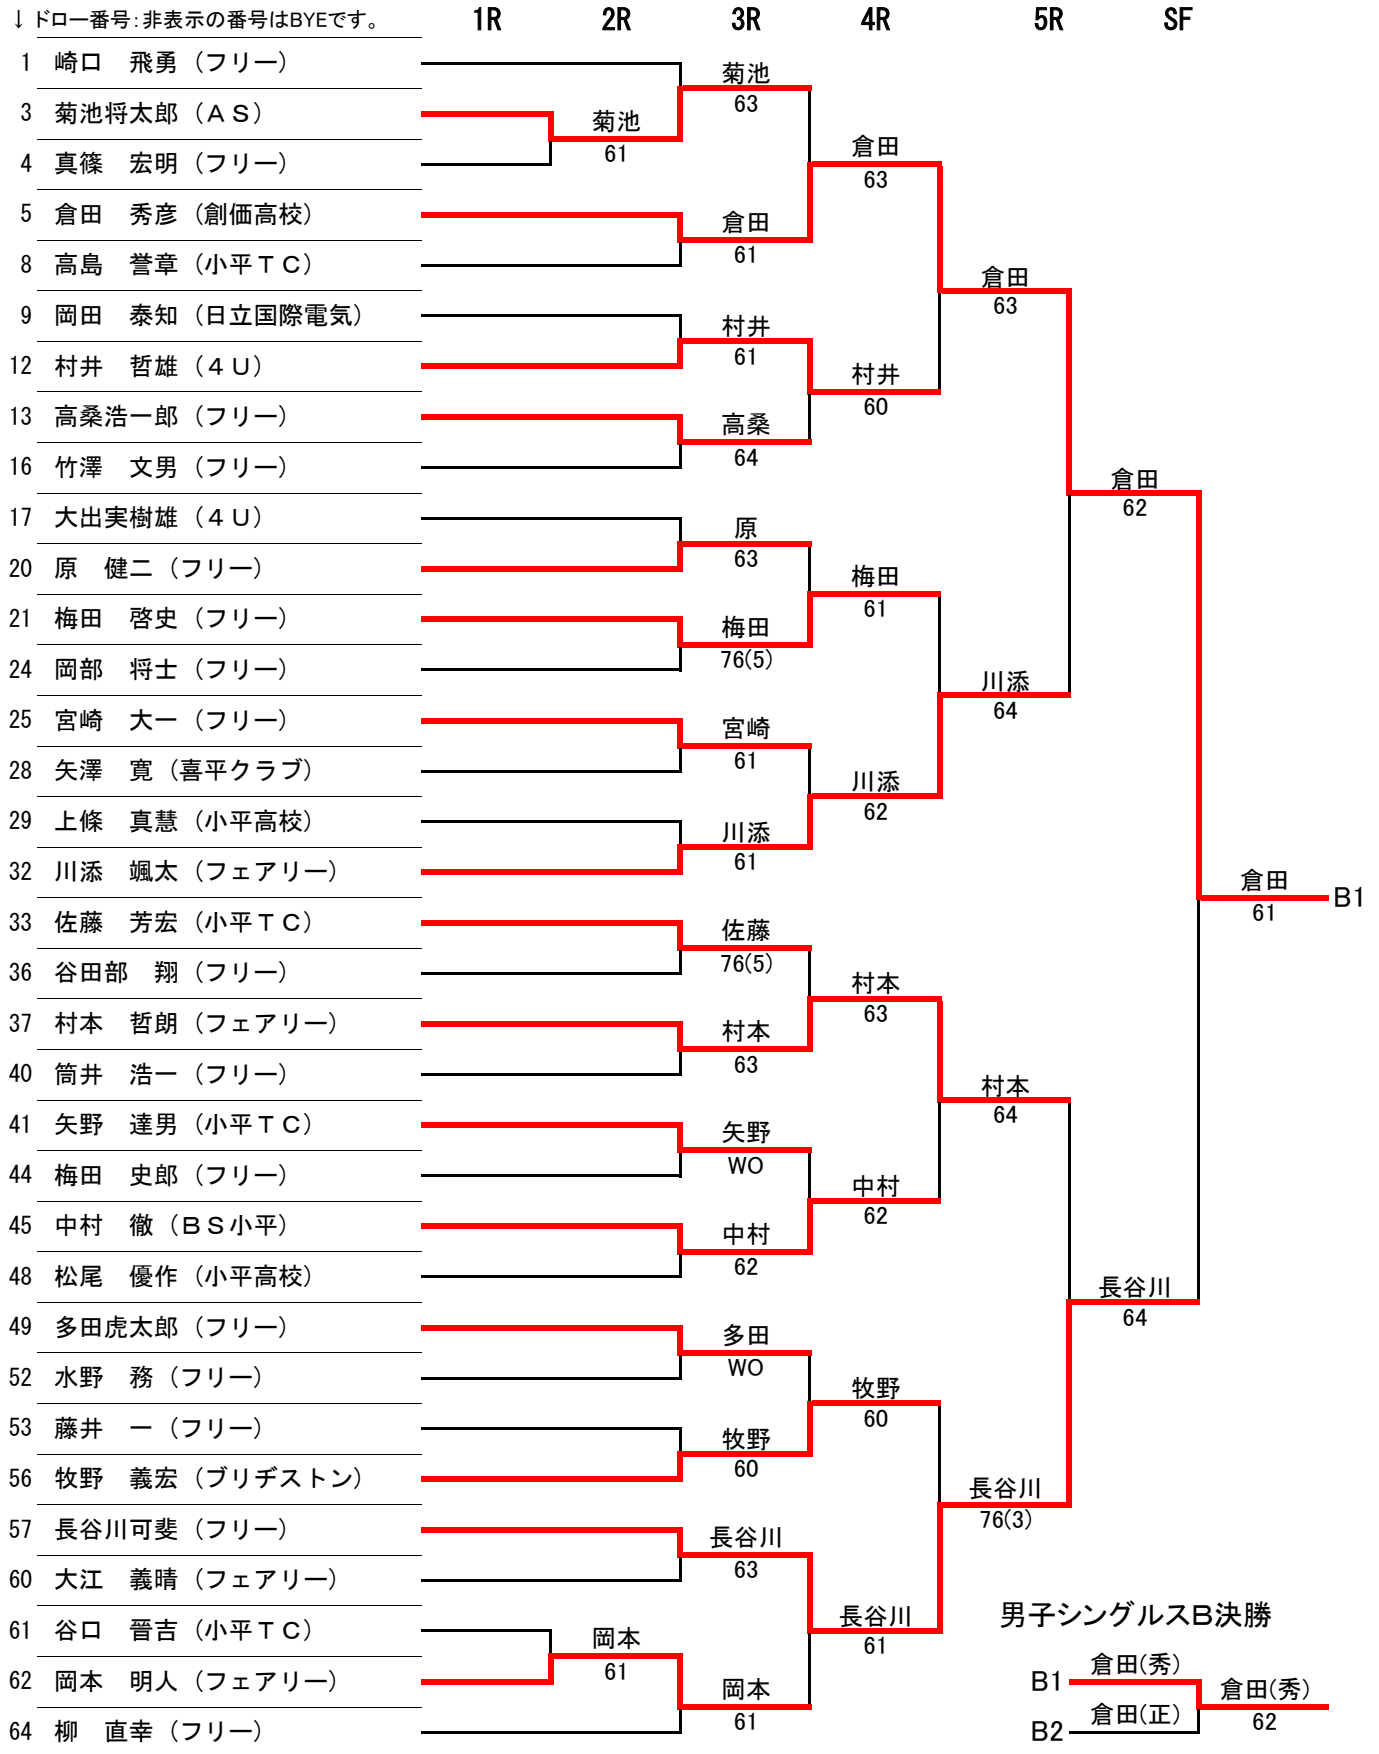 ↓ドロー番号：非表示の番号はBYEです。 1R 2R 3R 4R 5R SF
1 崎口　飛勇（フリー）
菊池
63
3 菊池将太郎（ＡＳ）
菊池
61
4 真篠　宏明（フリー）
倉田
63
5 倉田　秀彦（創価高校）
倉田
61
8 高島　誉章（小平ＴＣ）
倉田
63
9 岡田　泰知（日立国際電気）
村井
61
12 村井　哲雄（４Ｕ）
村井
60
13 高桑浩一郎（フリー）
高桑
64
16 竹澤　文男（フリー）
倉田
62
17 大出実樹雄（４Ｕ）
原
63
20 原　健二（フリー）
梅田
61
21 梅田　啓史（フリー）
梅田
76(5)
24 岡部　将士（フリー）
川添
64
25 宮崎　大一（フリー）
宮崎
61
28 矢澤　寛（喜平クラブ）
川添
62
29 上條　真慧（小平高校）
川添
61
32 川添　颯太（フェアリー）
倉田
61
B1
33 佐藤　芳宏（小平ＴＣ）
佐藤
76(5)
36 谷田部　翔（フリー）
村本
63
37 村本　哲朗（フェアリー）
村本
63
40 筒井　浩一（フリー）
村本
64
41 矢野　達男（小平ＴＣ）
矢野
WO
44 梅田　史郎（フリー）
中村
62
45 中村　徹（ＢＳ小平）
中村
62
48 松尾　優作（小平高校）
長谷川
64
49 多田虎太郎（フリー）
多田
WO
52 水野　務（フリー）
牧野
60
53 藤井　一（フリー）
牧野
60
56 牧野　義宏（ブリヂストン）
長谷川
76(3)
57 長谷川可斐（フリー）
長谷川
63
60 大江　義晴（フェアリー）
長谷川
61
61 谷口　晉吉（小平ＴＣ）
岡本
61
62 岡本　明人（フェアリー）
岡本
61
64 柳　直幸（フリー）
男子シングルスＢ決勝
B1 倉田(秀)
倉田(秀)
62
B2 倉田(正)